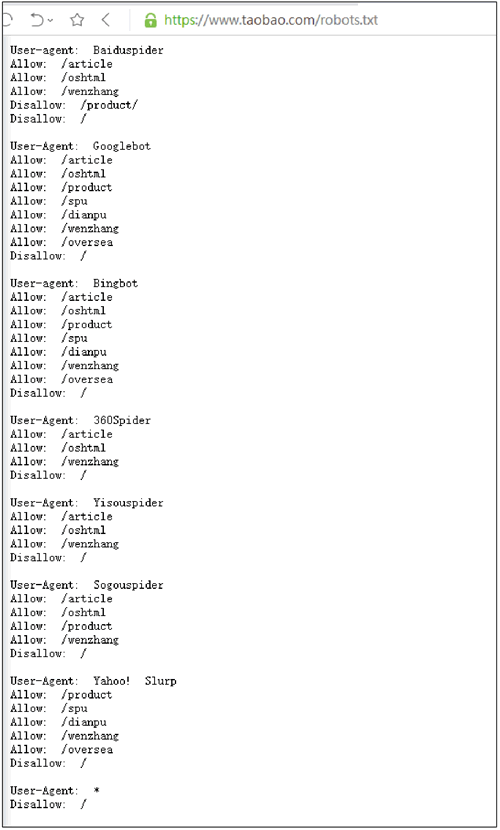 https://www.taobao.com/robots.txt
User-agent:  Baiduspider
Allow:  /article
Allow:  /oshtml
Allow:  /wenzhang
Disallow:  /product/
Disallow:  /
User-Agent:  Googlebot
Allow:  /article
Allow:  /oshtml
Allow:  /product
Allow:  /spu
Allow:  /dianpu
Allow:  /wenzhang
Allow:  /oversea
Disallow:  /
User-agent:  Bingbot
Allow:  /article
Allow:  /oshtml
Allow:  /product
Allow:  /spu
Allow:  /dianpu
Allow:  /wenzhang
Allow:  /oversea
Disallow:  /
User-Agent:  360Spider
Allow:  /article
Allow:  /oshtml
Allow:  /wenzhang
Disallow:  /
User-Agent:  Yisouspider
Allow:  /article
Allow:  /oshtml
Allow:  /wenzhang
Disallow:  /
User-Agent:  Sogouspider
Allow:  /article
Allow:  /oshtml
Allow:  /product
Allow:  /wenzhang
Disallow:  /
User-Agent:  Yahoo!  Slurp
Allow:  /product
Allow:  /spu
Allow:  /dianpu
Allow:  /wenzhang
Allow:  /oversea
Disallow:  /
User-Agent:  *
Disallow:  /